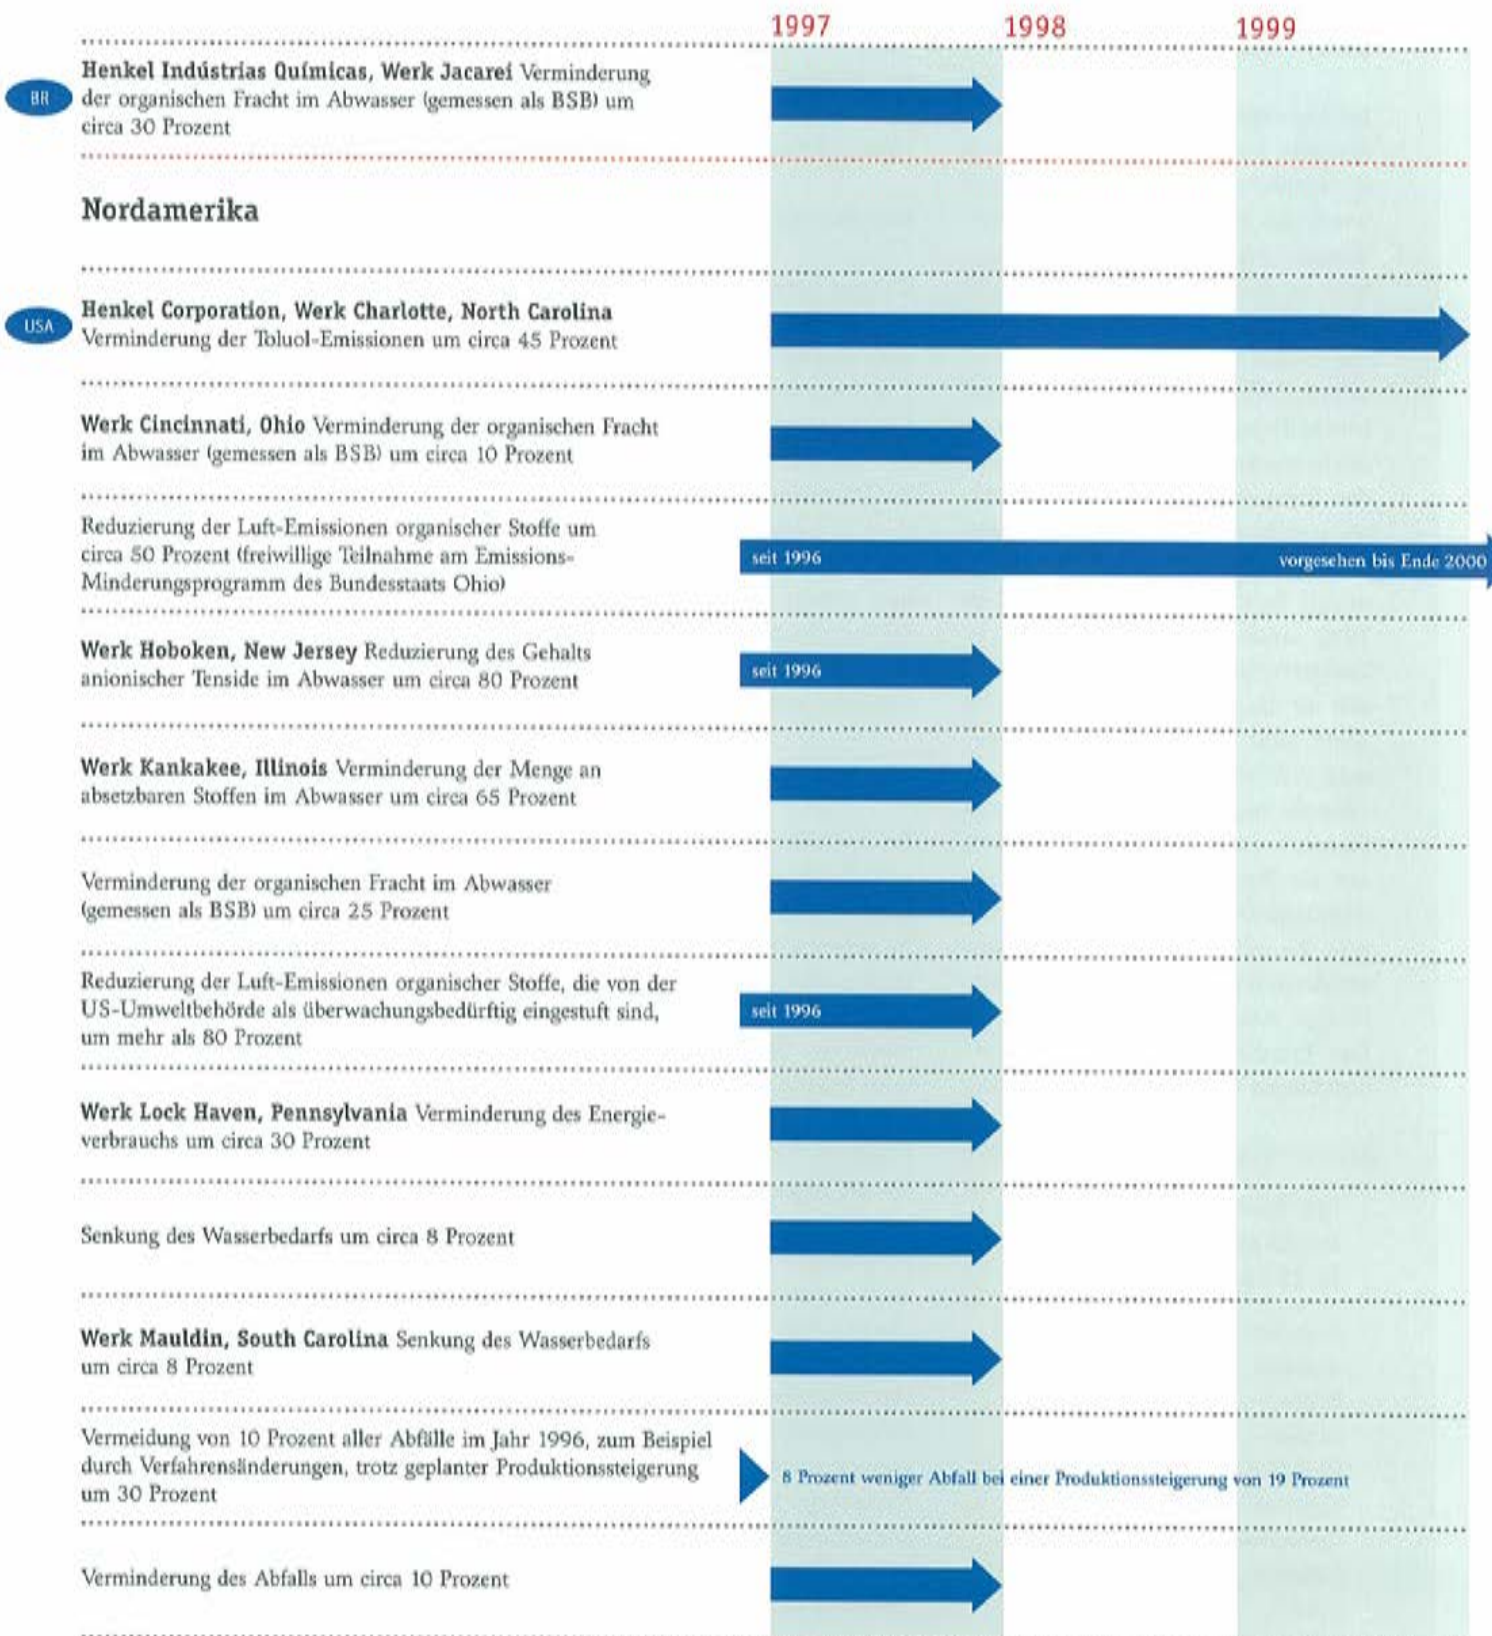 1997 1998 1999
BR
Henkel Indústrias Químicas, Werk Jacareí Verminderung
der organischen Fracht im Abwasser (gemessen als BSB) um
circa 30 Prozent
Nordamerika
USA
Henkel Corporation, Werk Charlotte, North Carolina
Verminderung der Toluol-Emissionen um circa 45 Prozent
Werk Cincinnati, Ohio Verminderung der organischen Fracht
im Abwasser (gemessen als BSB) um circa 10 Prozent
Reduzierung der Luft-Emissionen organischer Stoffe um
circa 50 Prozent (freiwillige Teilnahme am Emissions-
Minderungsprogramm des Bundesstaats Ohio)
seit 1996 vorgesehen bis Ende 2000
Werk Hoboken, New Jersey Reduzierung des Gehalts
anionischer Tenside im Abwasser um circa 80 Prozent
seit 1996
Werk Kankakee, Illinois Verminderung der Menge an
absetzbaren Stoffen im Abwasser um circa 65 Prozent
Verminderung der organischen Fracht im Abwasser
(gemessen als BSB) um circa 25 Prozent
Reduzierung der Luft-Emissionen organischer Stoffe, die von der
US-Umweltbehörde als überwachungsbedürftig eingestuft sind,
um mehr als 80 Prozent
seit 1996
Werk Lock Haven, Pennsylvania Verminderung des Energie-
verbrauchs um circa 30 Prozent
Senkung des Wasserbedarfs um circa 8 Prozent
Werk Mauldin, South Carolina Senkung des Wasserbedarfs
um circa 8 Prozent
Vermeidung von 10 Prozent aller Abfälle im Jahr 1996, zum Beispiel
durch Verfahrensänderungen, trotz geplanter Produktionssteigerung
um 30 Prozent
8 Prozent weniger Abfall bei einer Produktionssteigerung von 19 Prozent
Verminderung des Abfalls um circa 10 Prozent